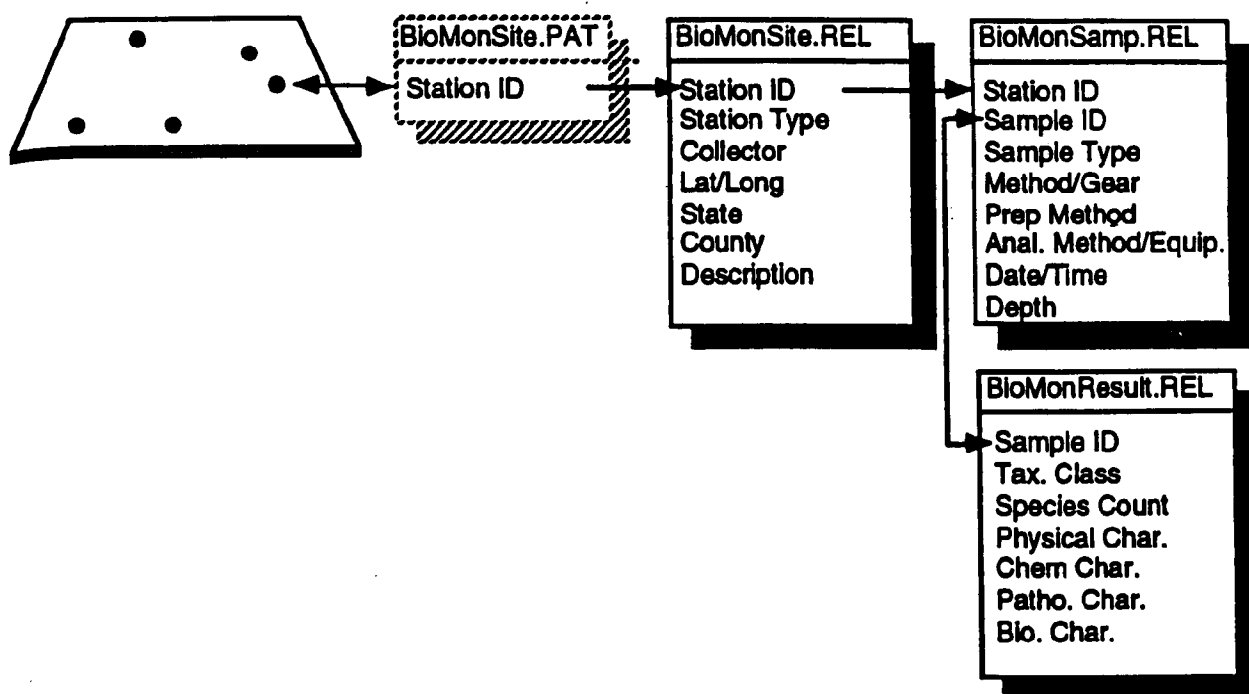 BioMonSite.PAT
Station ID
BioMonSite.REL
Station ID
Station Type
Collector
Lat/Long
State
County
Description
BioMonSamp.REL
Station ID
Sample ID
Sample Type
Method/Gear
Prep Method
Anal. Method/Equip.
Date/Time
Depth
BioMonResult.REL
Sample ID
Tax. Class
Species Count
Physical Char.
Chem Char.
Patho. Char.
Bio. Char.